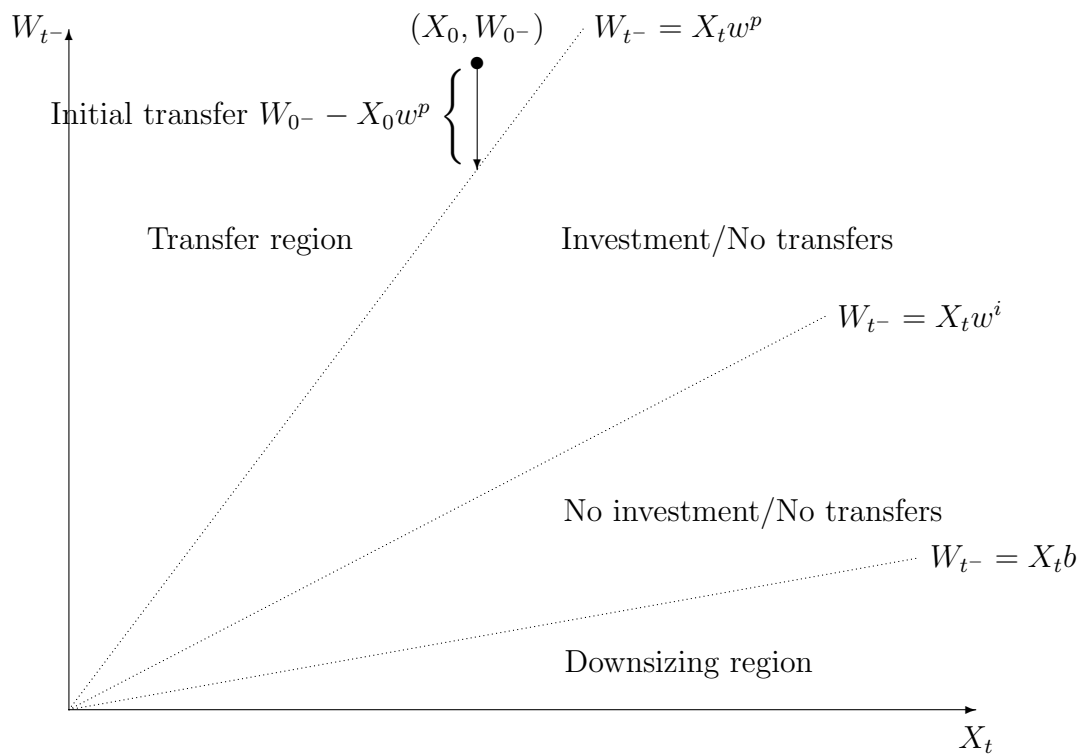 W_{t^-}
(X_0, W_{0^-})
W_{t^-} = X_t w^p
Initial transfer W_{0^-} − X_0 w^p
Transfer region
Investment/No transfers
W_{t^-} = X_t w^i
No investment/No transfers
W_{t^-} = X_t b
Downsizing region
X_t